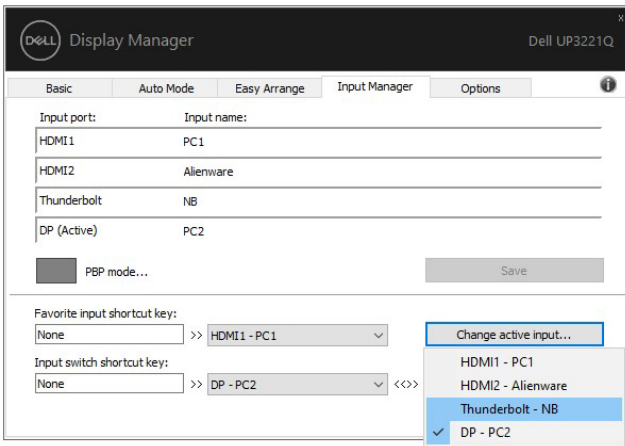 x
DELL Display Manager Dell UP3221Q
Basic Auto Mode Easy Arrange Input Manager Options i
Input port: Input name:
HDMI1 PC1
HDMI2 Alienware
Thunderbolt NB
DP (Active) PC2
PBP mode... Save
Favorite input shortcut key:
None >> HDMI1 - PC1 Change active input...
Input switch shortcut key:
None >> DP - PC2 <<>>
HDMI1 - PC1
HDMI2 - Alienware
Thunderbolt - NB
DP - PC2